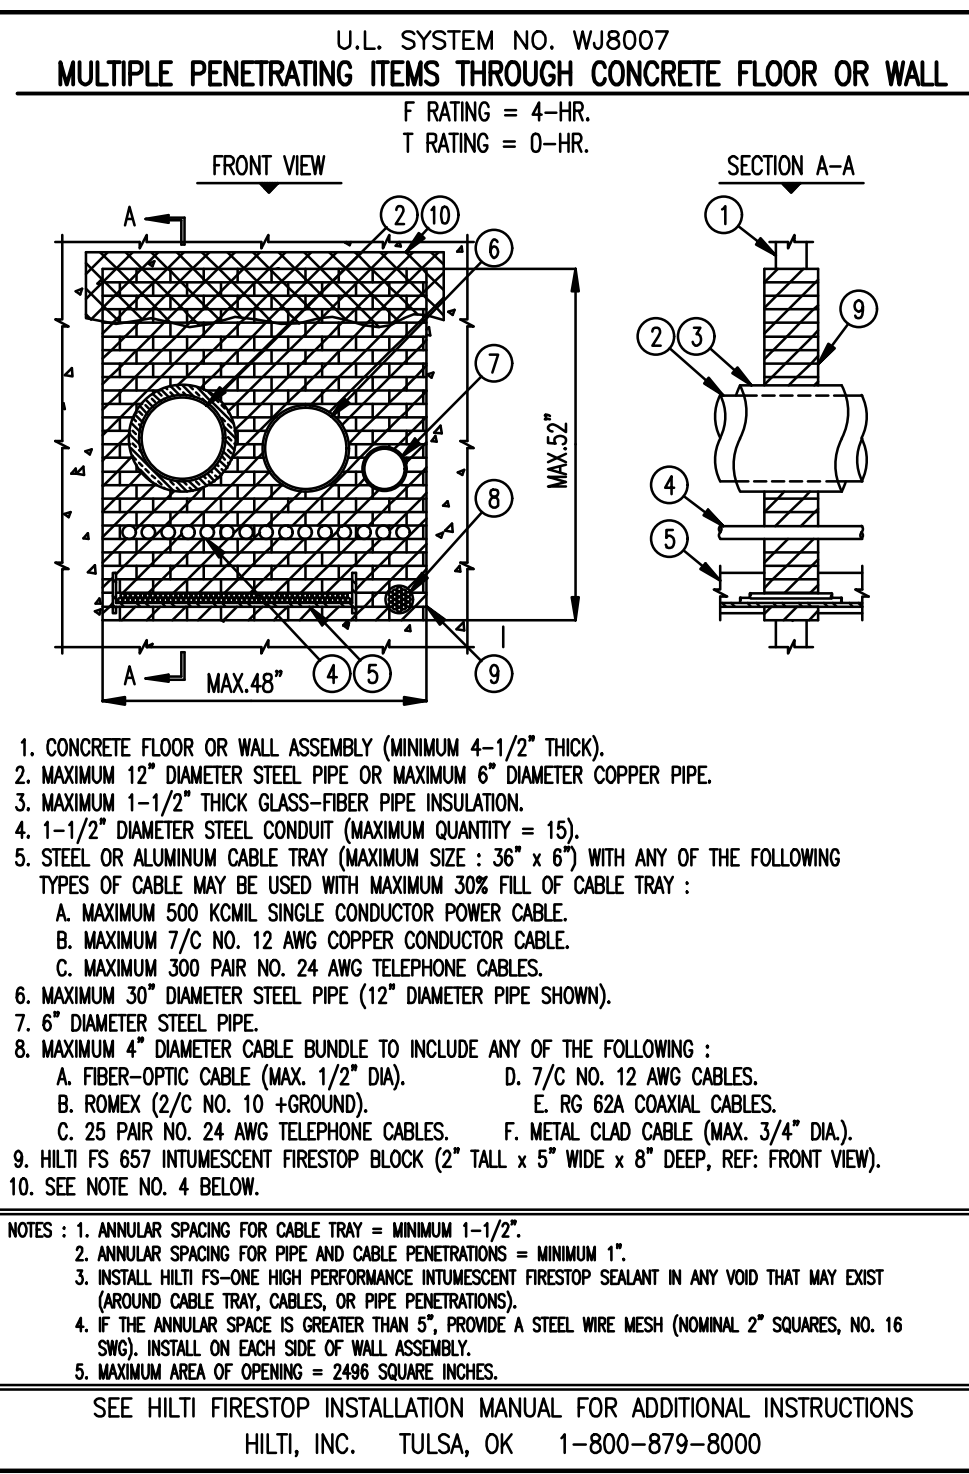 U.L. SYSTEM NO. WJ8007
MULTIPLE PENETRATING ITEMS THROUGH CONCRETE FLOOR OR WALL
F RATING = 4-HR.
T RATING = 0-HR.
FRONT VIEW
SECTION A-A
A
2
10
6
7
8
9
4
5
A
MAX.48"
MAX.52"
1
9
2
3
4
5
1. CONCRETE FLOOR OR WALL ASSEMBLY (MINIMUM 4-1/2" THICK).
2. MAXIMUM 12" DIAMETER STEEL PIPE OR MAXIMUM 6" DIAMETER COPPER PIPE.
3. MAXIMUM 1-1/2" THICK GLASS-FIBER PIPE INSULATION.
4. 1-1/2" DIAMETER STEEL CONDUIT (MAXIMUM QUANTITY = 15).
5. STEEL OR ALUMINUM CABLE TRAY (MAXIMUM SIZE : 36" x 6") WITH ANY OF THE FOLLOWING
TYPES OF CABLE MAY BE USED WITH MAXIMUM 30% FILL OF CABLE TRAY :
A. MAXIMUM 500 KCMIL SINGLE CONDUCTOR POWER CABLE.
B. MAXIMUM 7/C NO. 12 AWG COPPER CONDUCTOR CABLE.
C. MAXIMUM 300 PAIR NO. 24 AWG TELEPHONE CABLES.
6. MAXIMUM 30" DIAMETER STEEL PIPE (12" DIAMETER PIPE SHOWN).
7. 6" DIAMETER STEEL PIPE.
8. MAXIMUM 4" DIAMETER CABLE BUNDLE TO INCLUDE ANY OF THE FOLLOWING :
A. FIBER-OPTIC CABLE (MAX. 1/2" DIA). D. 7/C NO. 12 AWG CABLES.
B. ROMEX (2/C NO. 10 +GROUND). E. RG 62A COAXIAL CABLES.
C. 25 PAIR NO. 24 AWG TELEPHONE CABLES. F. METAL CLAD CABLE (MAX. 3/4" DIA.).
9. HILTI FS 657 INTUMESCENT FIRESTOP BLOCK (2" TALL x 5" WIDE x 8" DEEP, REF: FRONT VIEW).
10. SEE NOTE NO. 4 BELOW.
NOTES : 1. ANNULAR SPACING FOR CABLE TRAY = MINIMUM 1-1/2".
2. ANNULAR SPACING FOR PIPE AND CABLE PENETRATIONS = MINIMUM 1".
3. INSTALL HILTI FS-ONE HIGH PERFORMANCE INTUMESCENT FIRESTOP SEALANT IN ANY VOID THAT MAY EXIST
(AROUND CABLE TRAY, CABLES, OR PIPE PENETRATIONS).
4. IF THE ANNULAR SPACE IS GREATER THAN 5", PROVIDE A STEEL WIRE MESH (NOMINAL 2" SQUARES, NO. 16
SWG). INSTALL ON EACH SIDE OF WALL ASSEMBLY.
5. MAXIMUM AREA OF OPENING = 2496 SQUARE INCHES.
SEE HILTI FIRESTOP INSTALLATION MANUAL FOR ADDITIONAL INSTRUCTIONS
HILTI, INC. TULSA, OK 1-800-879-8000